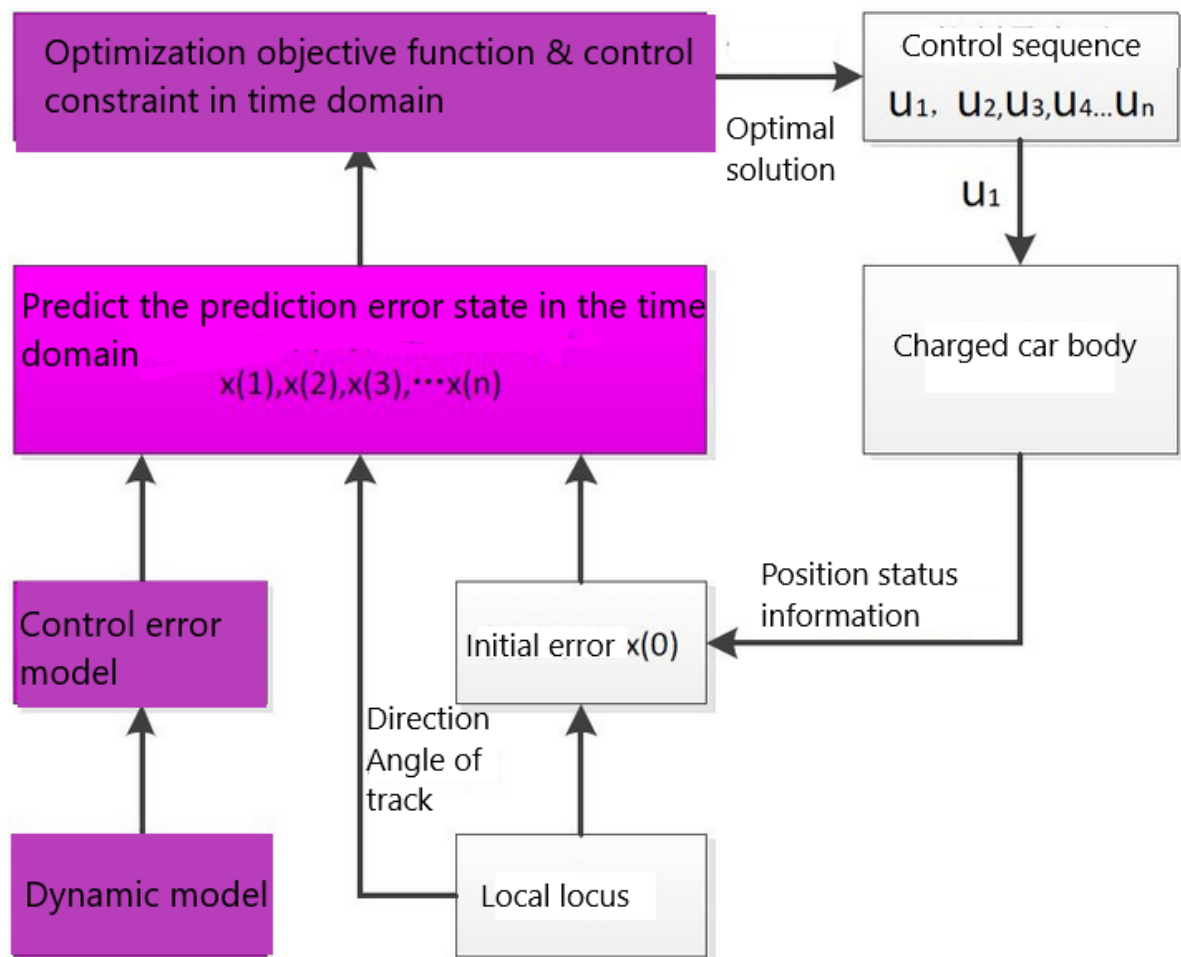 Optimization objective function & control
constraint in time domain
Optimal
solution
Control sequence
u1, u2,u3,u4...un
u1
Predict the prediction error state in the time
domain
x(1),x(2),x(3),···x(n)
Charged car body
Control error
model
Initial error x(0)
Position status
information
Direction
Angle of
track
Dynamic model
Local locus